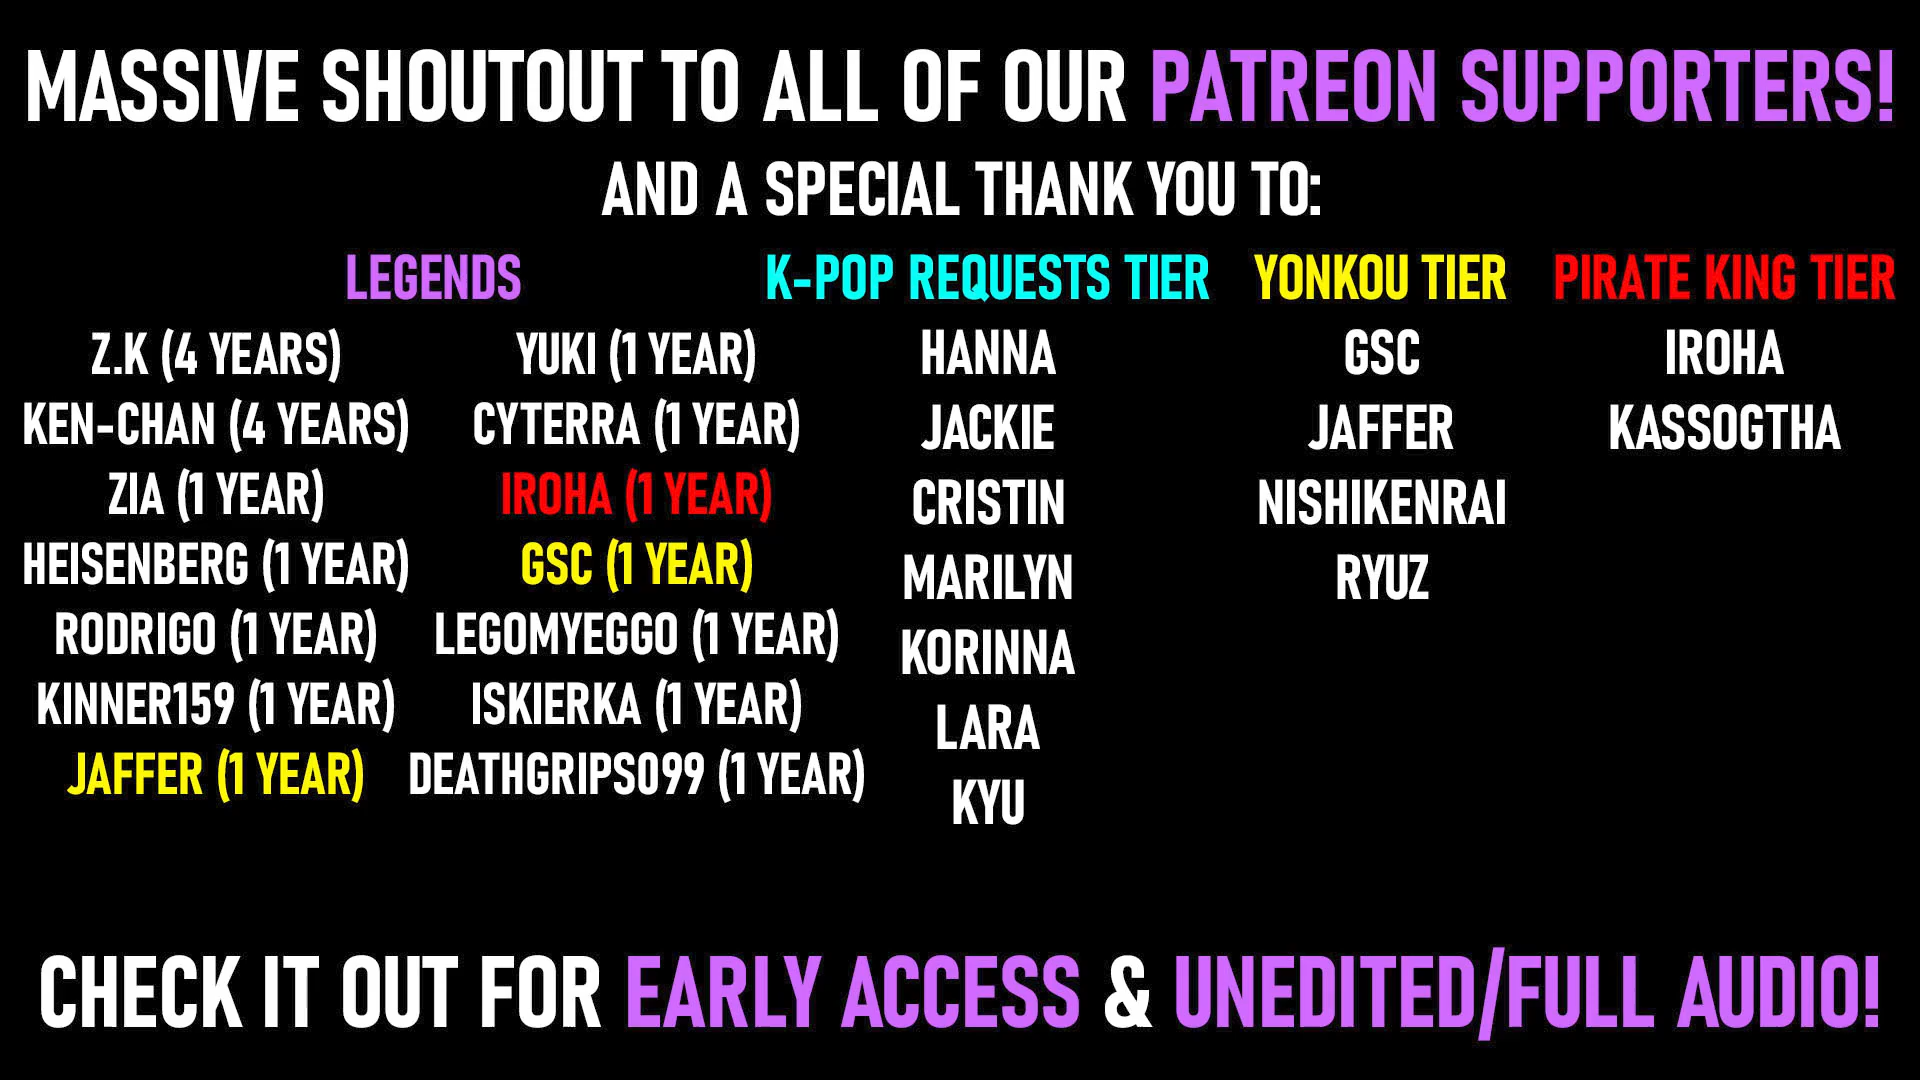 MASSIVE SHOUTOUT TO ALL OF OUR PATREON SUPPORTERS!
AND A SPECIAL THANK YOU TO:
LEGENDS
Z.K (4 YEARS)
KEN-CHAN (4 YEARS)
ZIA (1 YEAR)
HEISENBERG (1 YEAR)
RODRIGO (1 YEAR)
KINNER159 (1 YEAR)
JAFFER (1 YEAR)
YUKI (1 YEAR)
CYTERRA (1 YEAR)
IROHA (1 YEAR)
GSC (1 YEAR)
LEGOMYEGGO (1 YEAR)
ISKIERKA (1 YEAR)
DEATHGRIPS099 (1 YEAR)
K-POP REQUESTS TIER
HANNA
JACKIE
CRISTIN
MARILYN
KORINNA
LARA
KYU
YONKOU TIER
GSC
JAFFER
NISHIKENRAI
RYUZ
PIRATE KING TIER
IROHA
KASSOGTHA
CHECK IT OUT FOR EARLY ACCESS & UNEDITED/FULL AUDIO!